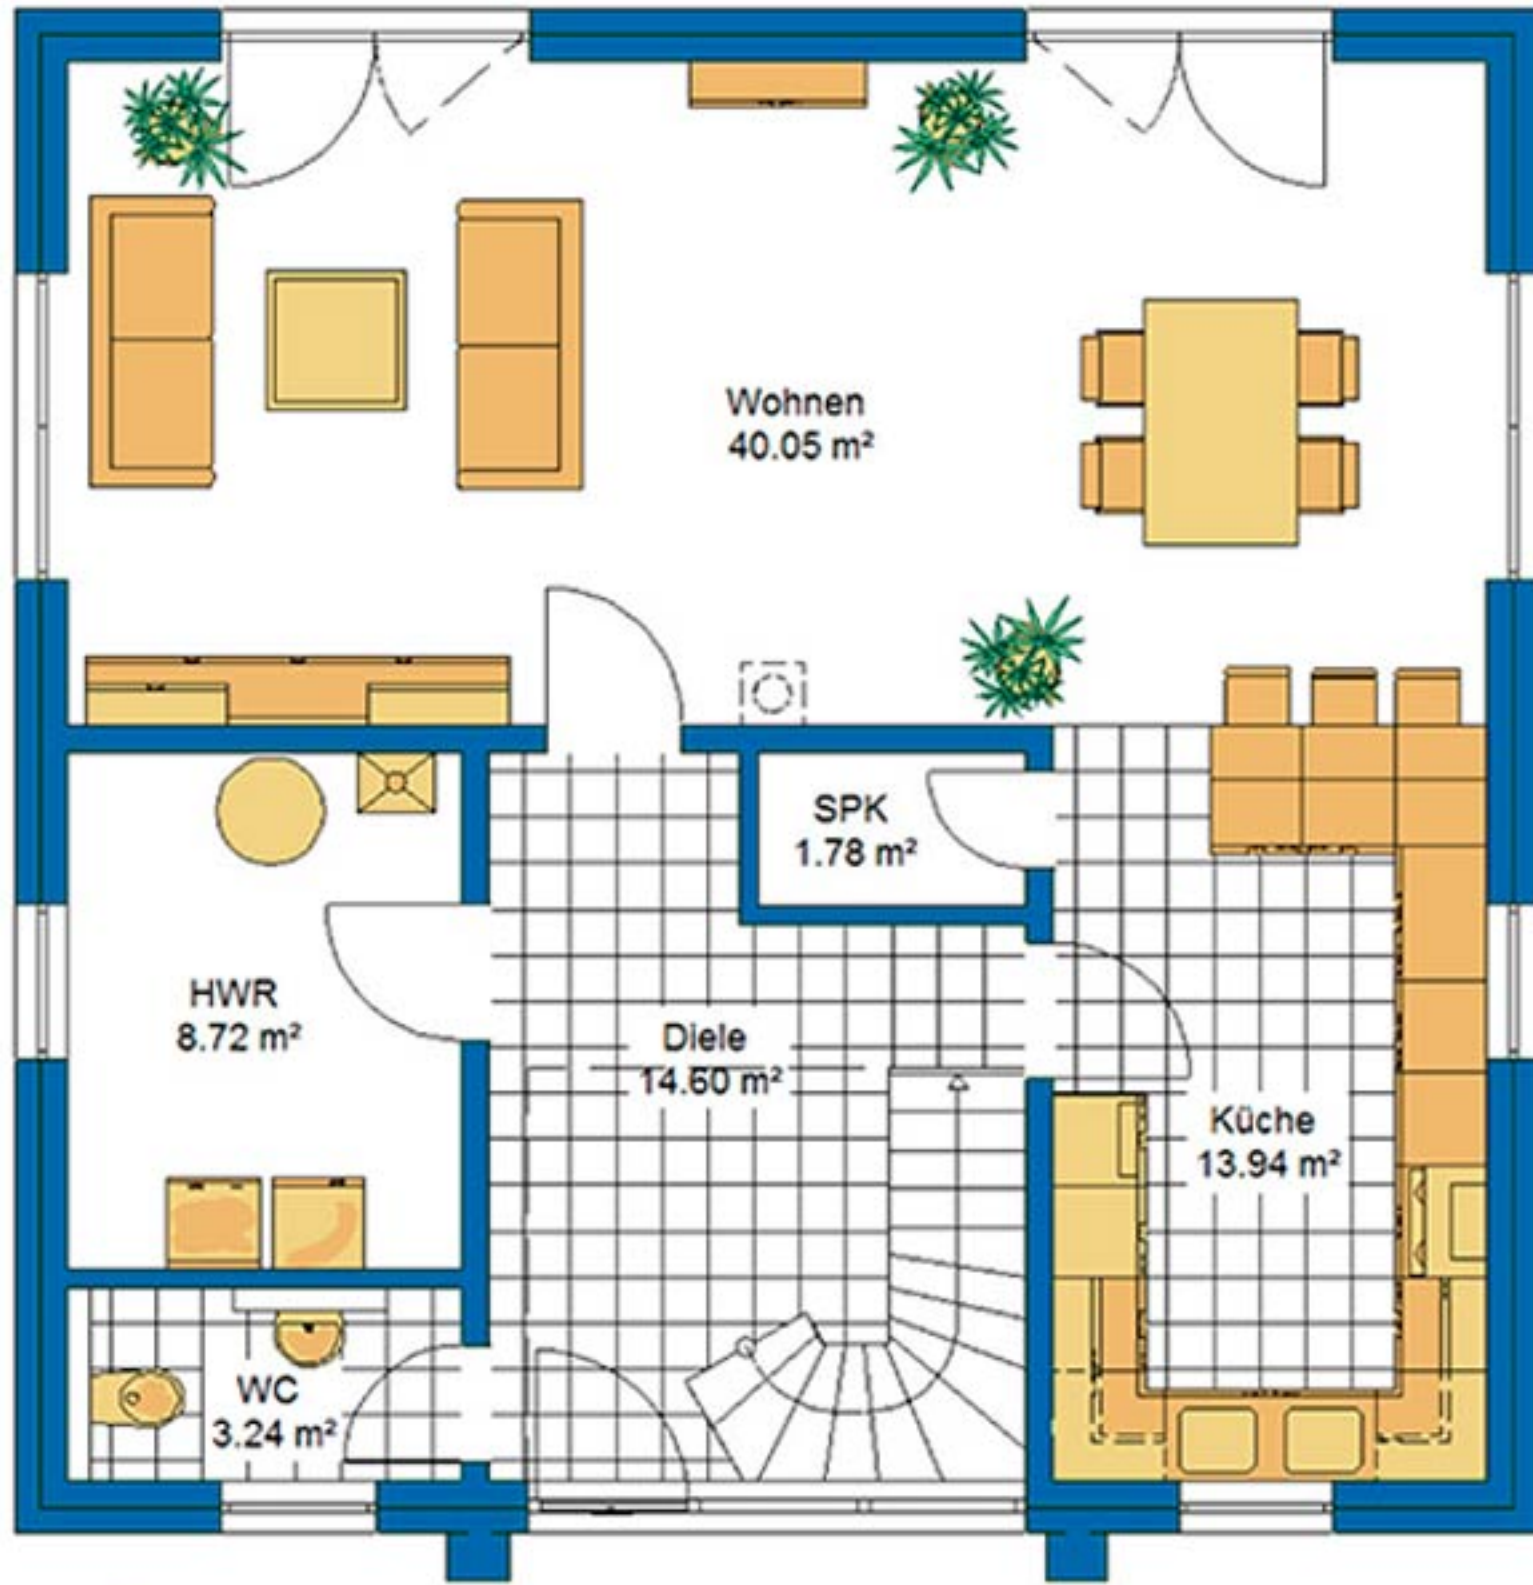 Wohnen
40.05 m²
SPK
1.78 m²
HWR
8.72 m²
Diele
14.60 m²
Küche
13.94 m²
WC
3.24 m²